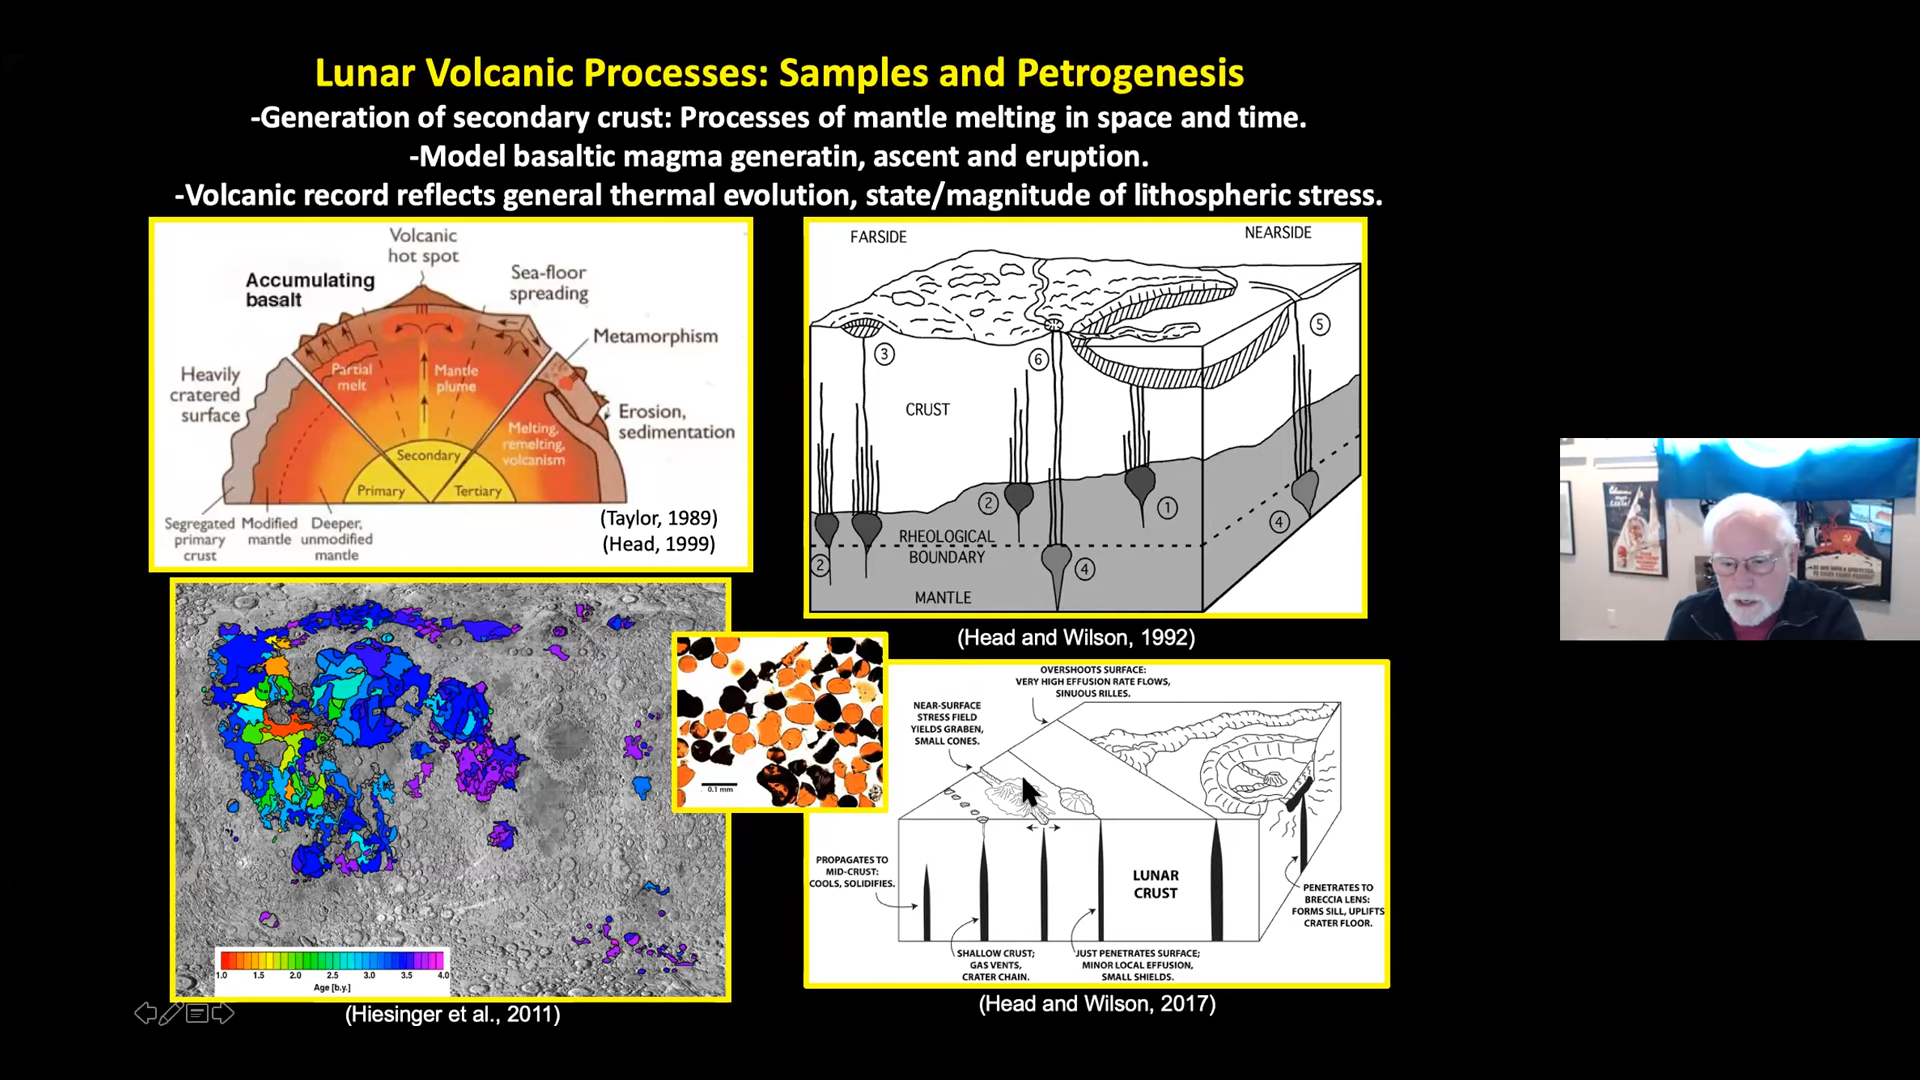 Lunar Volcanic Processes: Samples and Petrogenesis
-Generation of secondary crust: Processes of mantle melting in space and time.
-Model basaltic magma generatin, ascent and eruption.
-Volcanic record reflects general thermal evolution, state/magnitude of lithospheric stress.
Volcanic
hot spot
Accumulating
basalt
Sea-floor
spreading
Metamorphism
Heavily
cratered
surface
Partial
melt
Mantle
plume
Erosion,
sedimentation
Melting,
remelting,
volcanism
Secondary
Primary
Tertiary
Segregated
primary
crust
Modified
mantle
Deeper,
unmodified
mantle
(Taylor, 1989)
(Head, 1999)
FARSIDE
NEARSIDE
3
6
5
CRUST
2
1
4
RHEOLOGICAL
BOUNDARY
2
4
MANTLE
(Head and Wilson, 1992)
1.0 1.5 2.0 2.5 3.0 3.5 4.0
Age [b.y.]
(Hiesinger et al., 2011)
0.1 mm
OVERSHOOTS SURFACE:
VERY HIGH EFFUSION RATE FLOWS,
SINUOUS RILLES.
NEAR-SURFACE
STRESS FIELD
YIELDS GRABEN,
SMALL CONES.
PROPAGATES TO
MID-CRUST:
COOLS, SOLIDIFIES.
LUNAR
CRUST
PENETRATES TO
BRECCIA LENS:
FORMS SILL, UPLIFTS
CRATER FLOOR.
SHALLOW CRUST;
GAS VENTS,
CRATER CHAIN.
JUST PENETRATES SURFACE;
MINOR LOCAL EFFUSION,
SMALL SHIELDS.
(Head and Wilson, 2017)